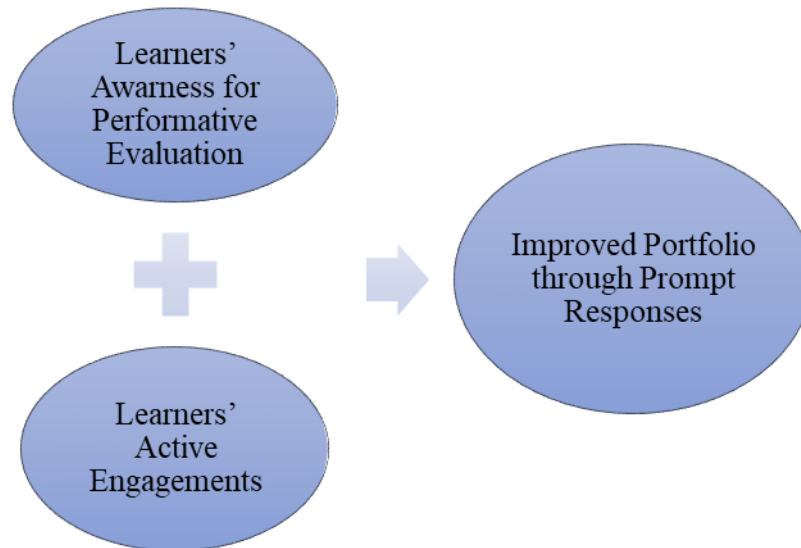 Learners’
Awarness for
Performative
Evaluation
Learners’
Active
Engagements
Improved Portfolio
through Prompt
Responses